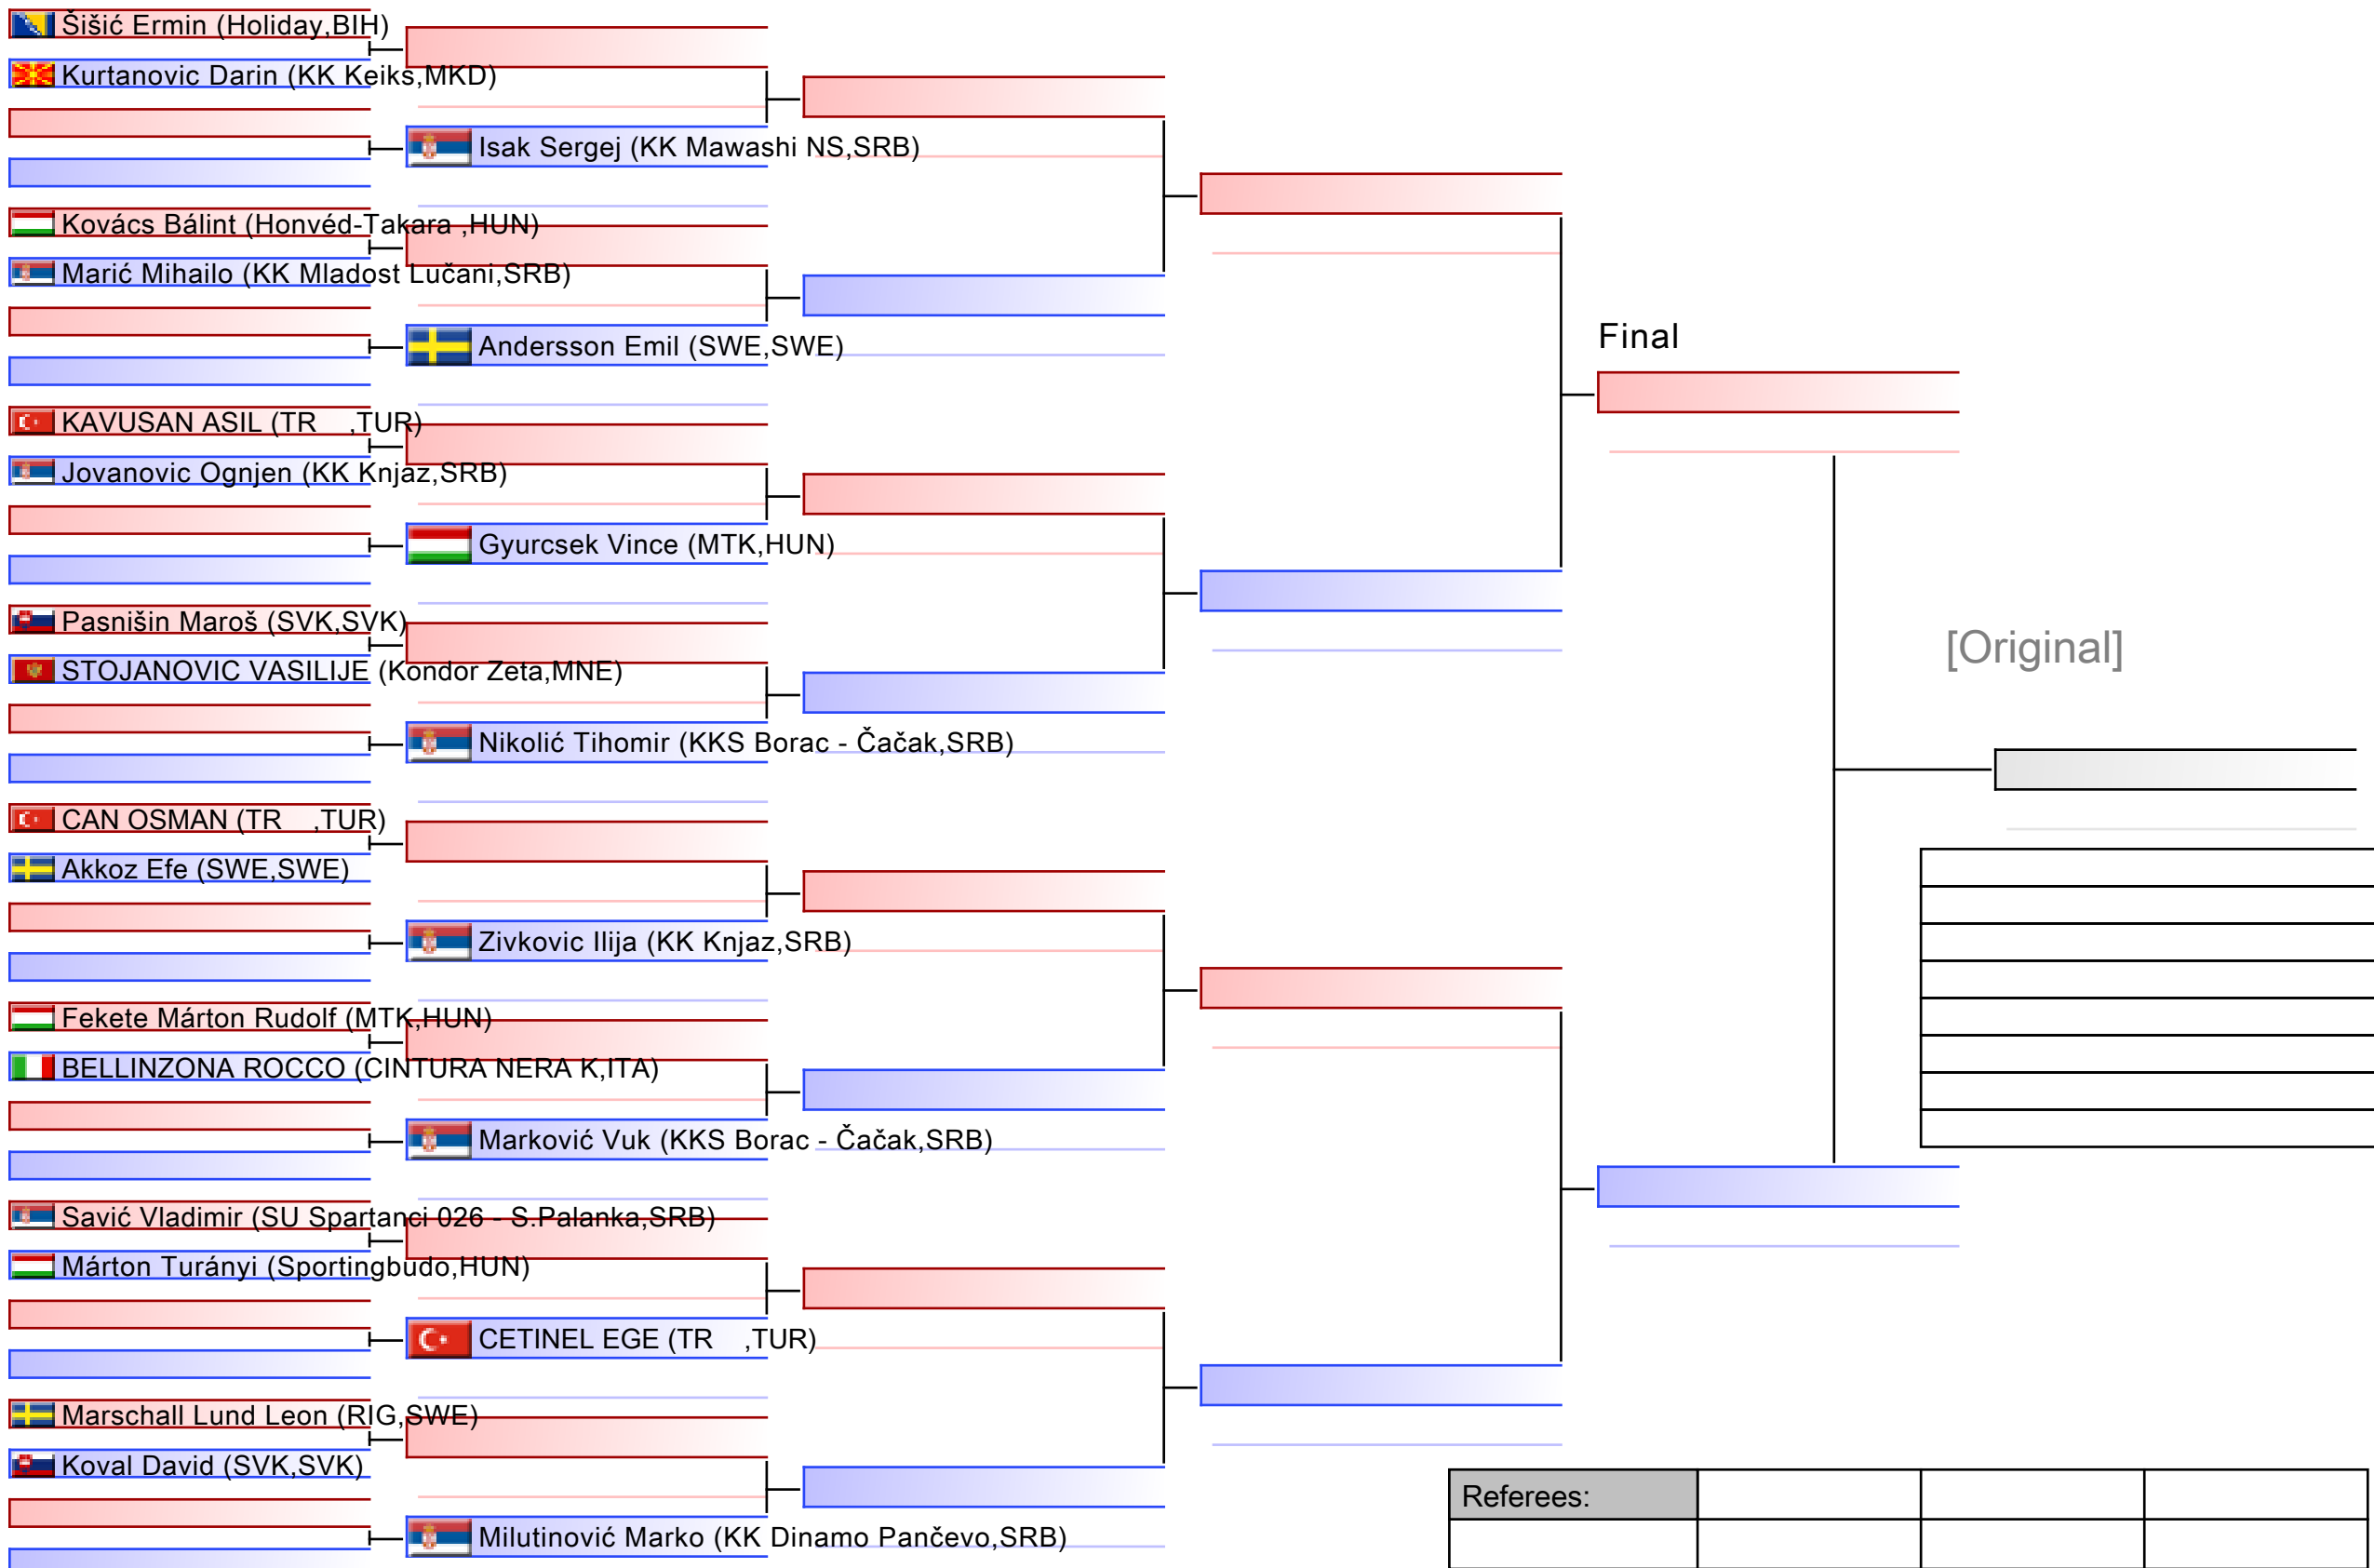 Šišić Ermin (Holiday,BIH)
Kurtanovic Darin (KK Keiks,MKD)
Isak Sergej (KK Mawashi NS,SRB)
Kovács Bálint (Honvéd-Takara ,HUN)
Marić Mihailo (KK Mladost Lučani,SRB)
Andersson Emil (SWE,SWE)
Final
KAVUSAN ASIL (TR ,TUR)
Jovanovic Ognjen (KK Knjaz,SRB)
Gyurcsek Vince (MTK,HUN)
Pasnišin Maroš (SVK,SVK)
[Original]
STOJANOVIC VASILIJE (Kondor Zeta,MNE)
Nikolić Tihomir (KKS Borac - Čačak,SRB)
CAN OSMAN (TR ,TUR)
Akkoz Efe (SWE,SWE)
Zivkovic Ilija (KK Knjaz,SRB)
Fekete Márton Rudolf (MTK,HUN)
BELLINZONA ROCCO (CINTURA NERA K,ITA)
Marković Vuk (KKS Borac - Čačak,SRB)
Savić Vladimir (SU Spartanci 026 - S.Palanka,SRB)
Márton Turányi (Sportingbudo,HUN)
CETINEL EGE (TR ,TUR)
Marschall Lund Leon (RIG,SWE)
Koval David (SVK,SVK)
Referees:
Milutinović Marko (KK Dinamo Pančevo,SRB)